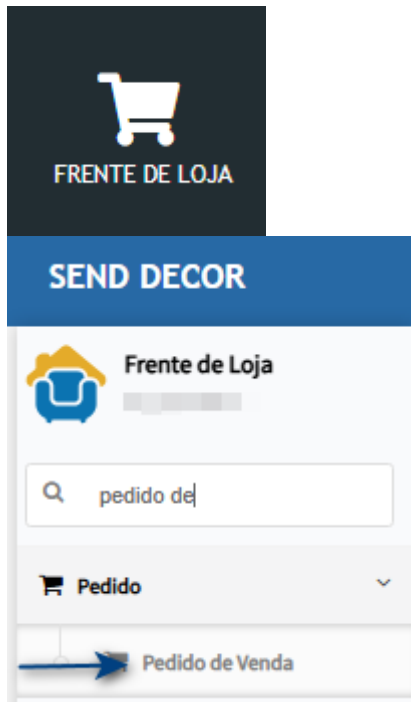 FRENTE DE LOJA
SEND DECOR
Frente de Loja
pedido de
Pedido
Pedido de Venda